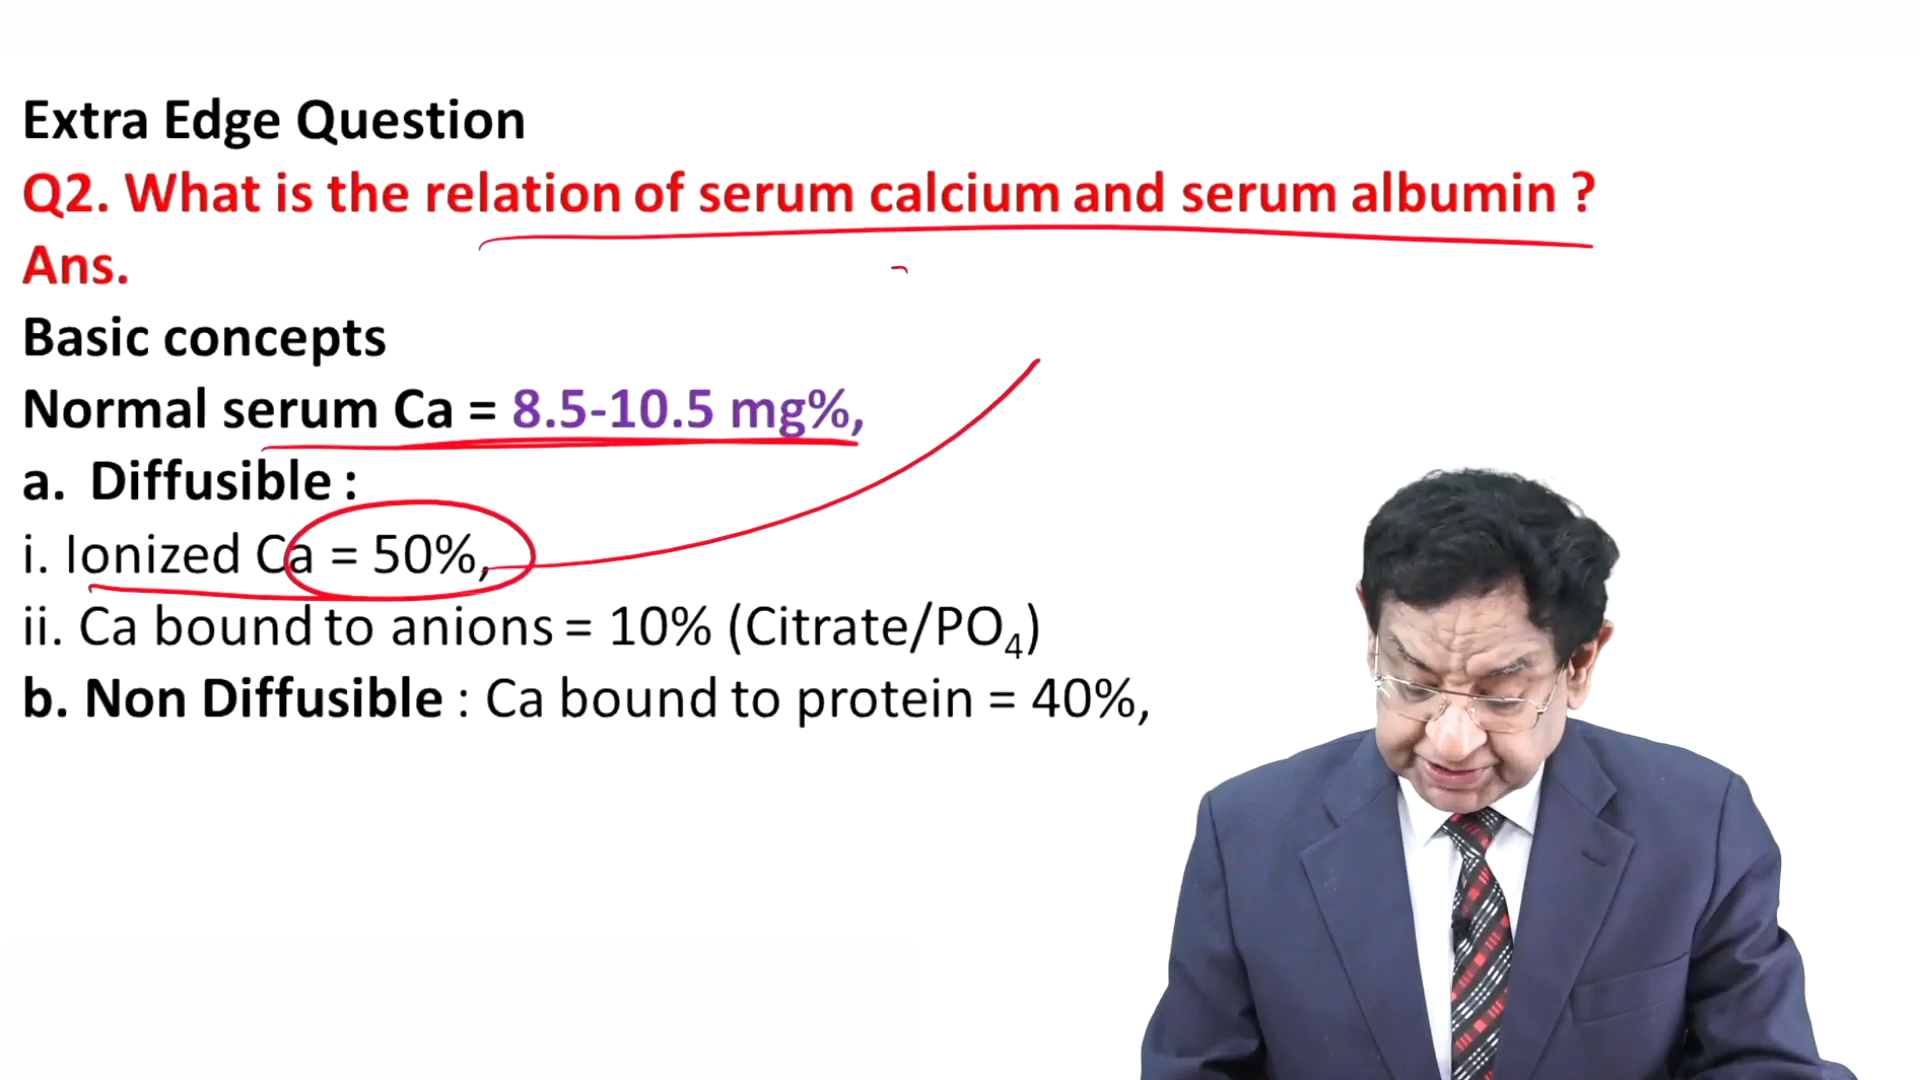 Extra Edge Question
Q2. What is the relation of serum calcium and serum albumin ?
Ans.
Basic concepts
Normal serum Ca = 8.5-10.5 mg%,
a. Diffusible :
i. Ionized Ca = 50%,
ii. Ca bound to anions = 10% (Citrate/PO₄)
b. Non Diffusible : Ca bound to protein = 40%,